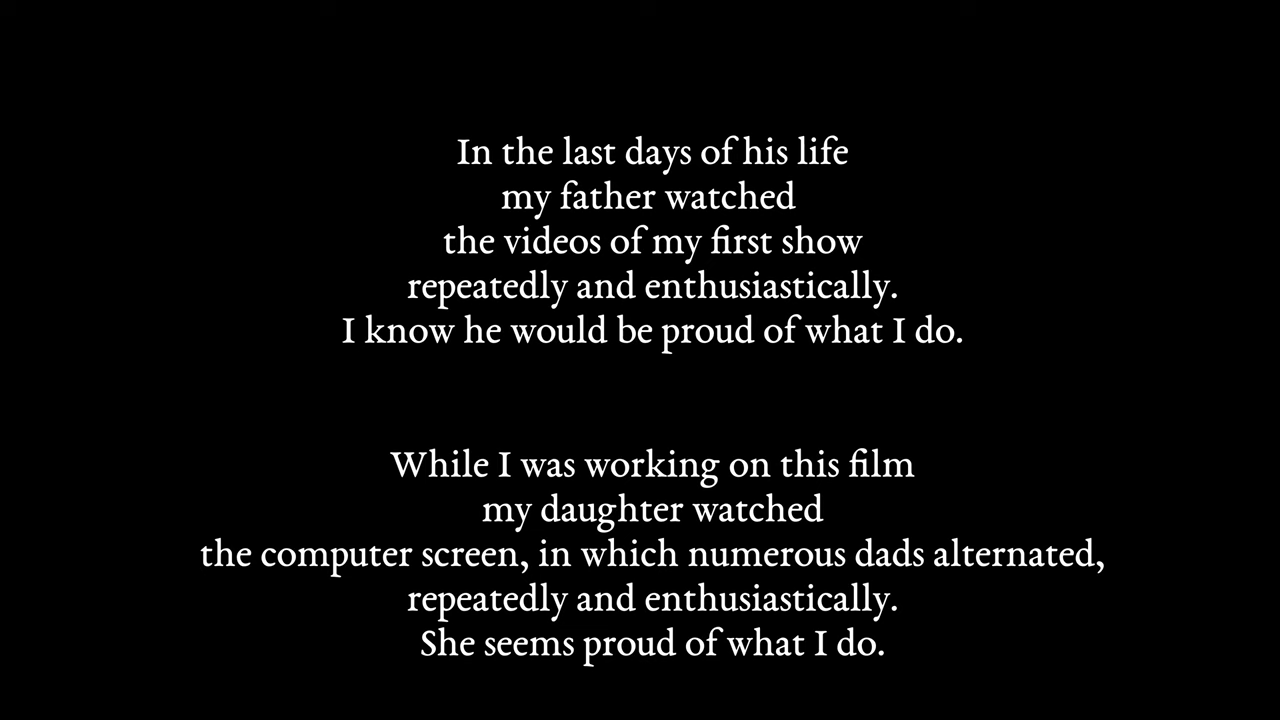 In the last days of his life
my father watched
the videos of my first show
repeatedly and enthusiastically.
I know he would be proud of what I do.
While I was working on this film
my daughter watched
the computer screen, in which numerous dads alternated,
repeatedly and enthusiastically.
She seems proud of what I do.